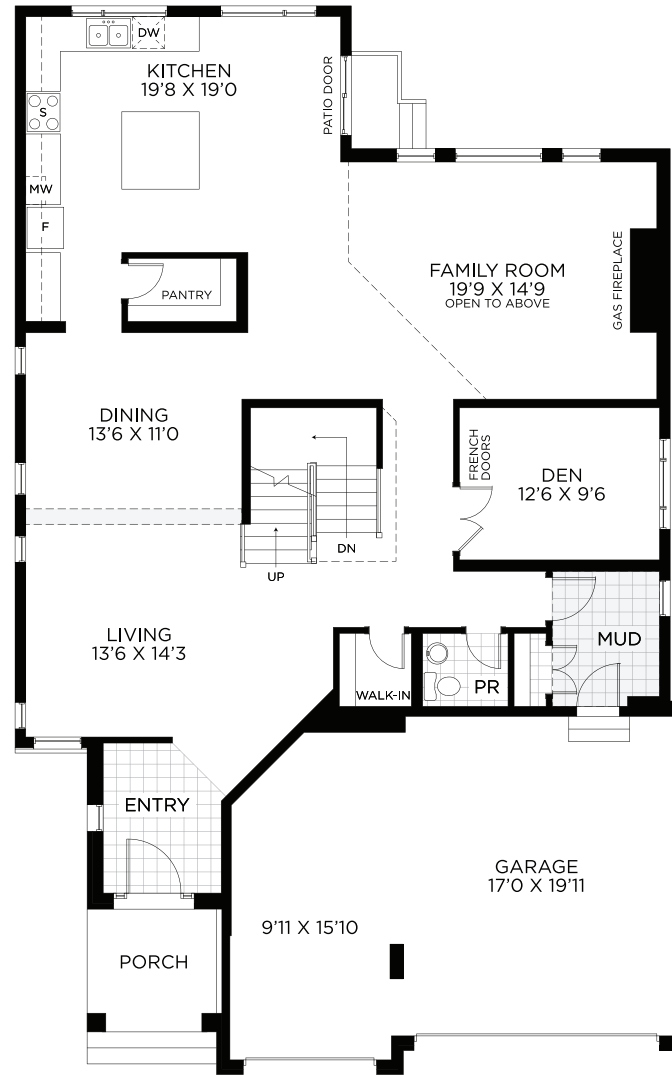 DW
KITCHEN
19'8 X 19'0
PATIO DOOR
S
MW
F
PANTRY
FAMILY ROOM
19'9 X 14'9
OPEN TO ABOVE
GAS FIREPLACE
DINING
13'6 X 11'0
FRENCH
DOORS
DEN
12'6 X 9'6
DN
UP
LIVING
13'6 X 14'3
MUD
WALK-IN
PR
ENTRY
GARAGE
17'0 X 19'11
9'11 X 15'10
PORCH